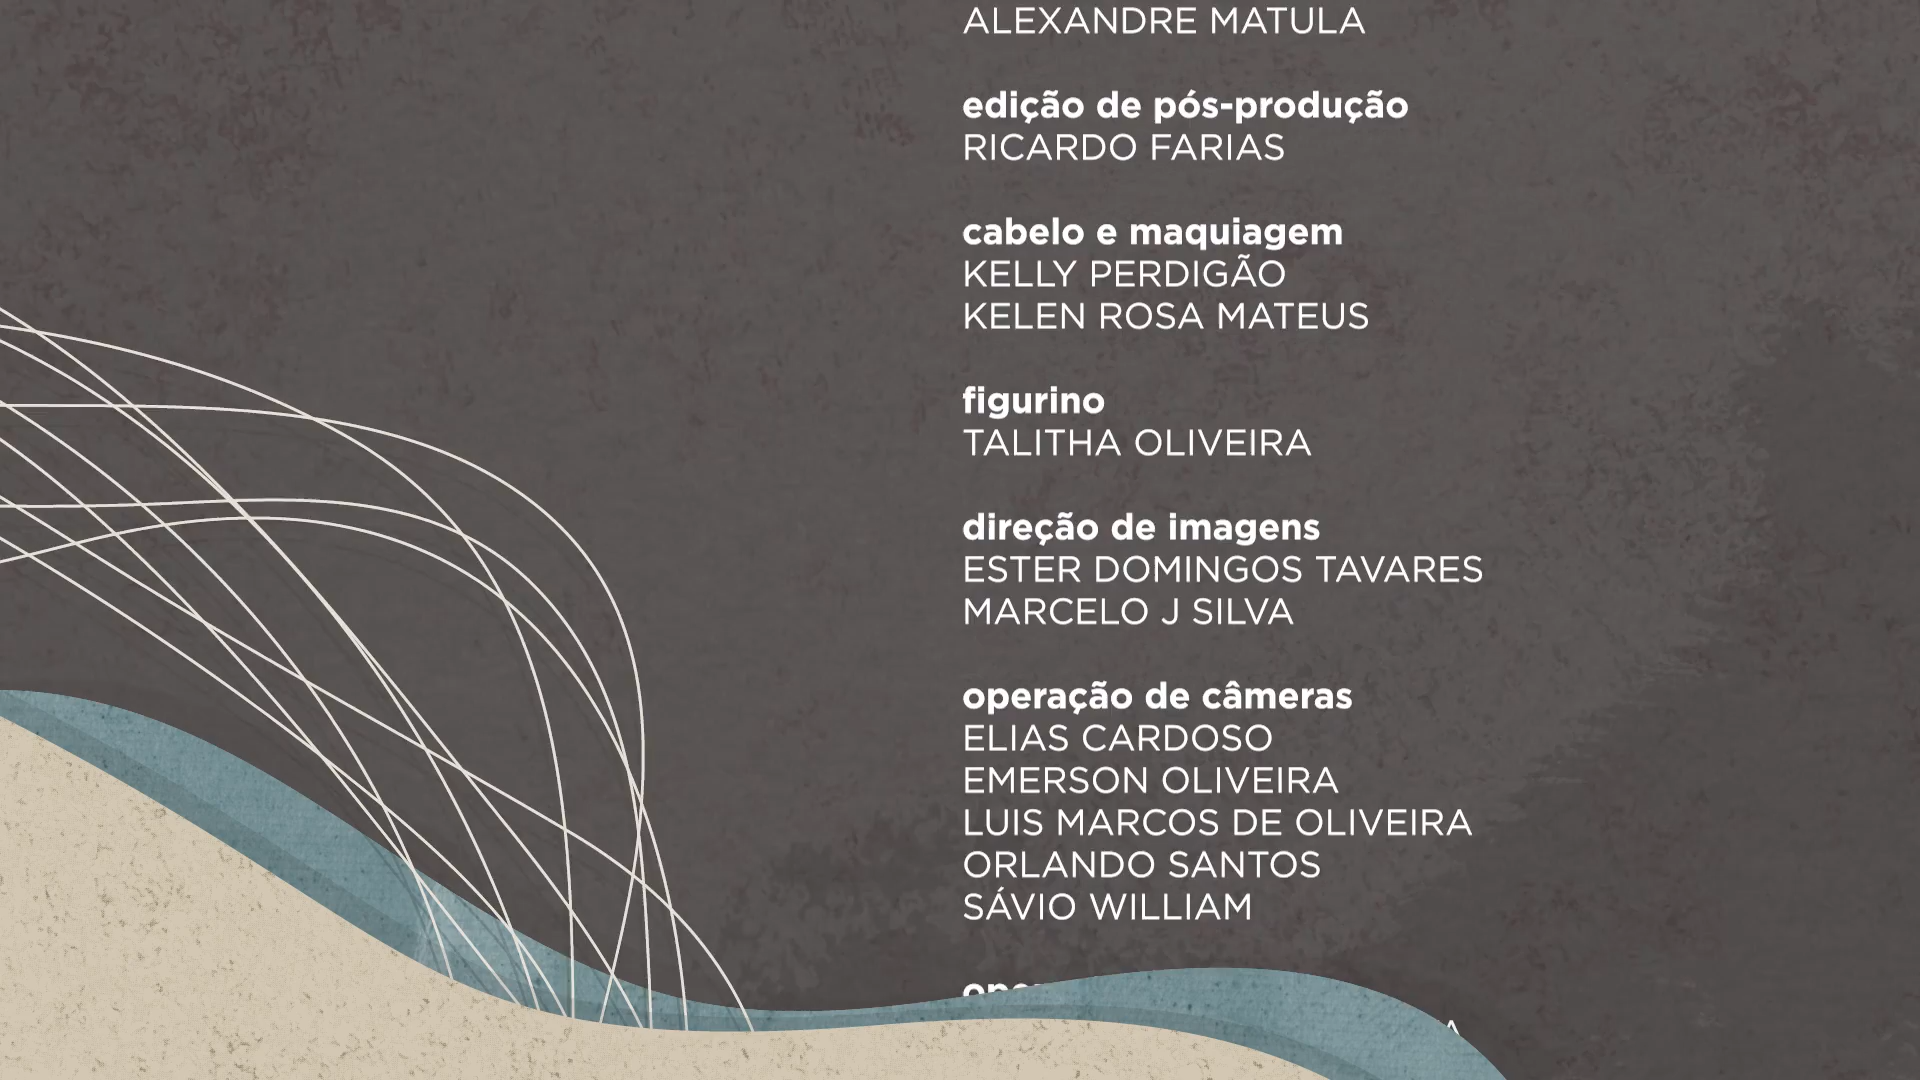 ALEXANDRE MATULA
edição de pós-produção
RICARDO FARIAS
cabelo e maquiagem
KELLY PERDIGÃO
KELEN ROSA MATEUS
figurino
TALITHA OLIVEIRA
direção de imagens
ESTER DOMINGOS TAVARES
MARCELO J SILVA
operação de câmeras
ELIAS CARDOSO
EMERSON OLIVEIRA
LUIS MARCOS DE OLIVEIRA
ORLANDO SANTOS
SÁVIO WILLIAM